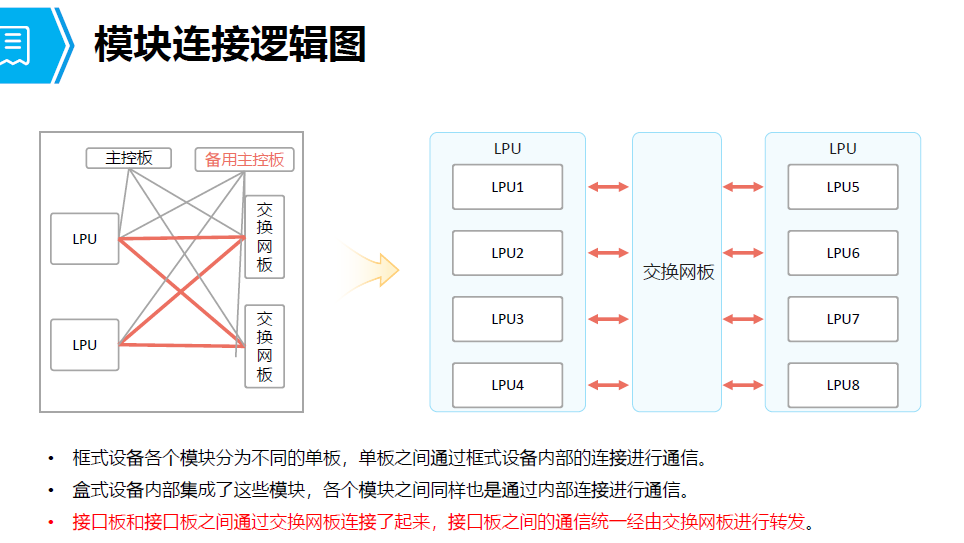 模块连接逻辑图
主控板
备用主控板
LPU
交换网板
LPU
交换网板
LPU
LPU1
LPU2
LPU3
LPU4
交换网板
LPU
LPU5
LPU6
LPU7
LPU8
• 框式设备各个模块分为不同的单板，单板之间通过框式设备内部的连接进行通信。
• 盒式设备内部集成了这些模块，各个模块之间同样也是通过内部连接进行通信。
• 接口板和接口板之间通过交换网板连接了起来，接口板之间的通信统一经由交换网板进行转发。